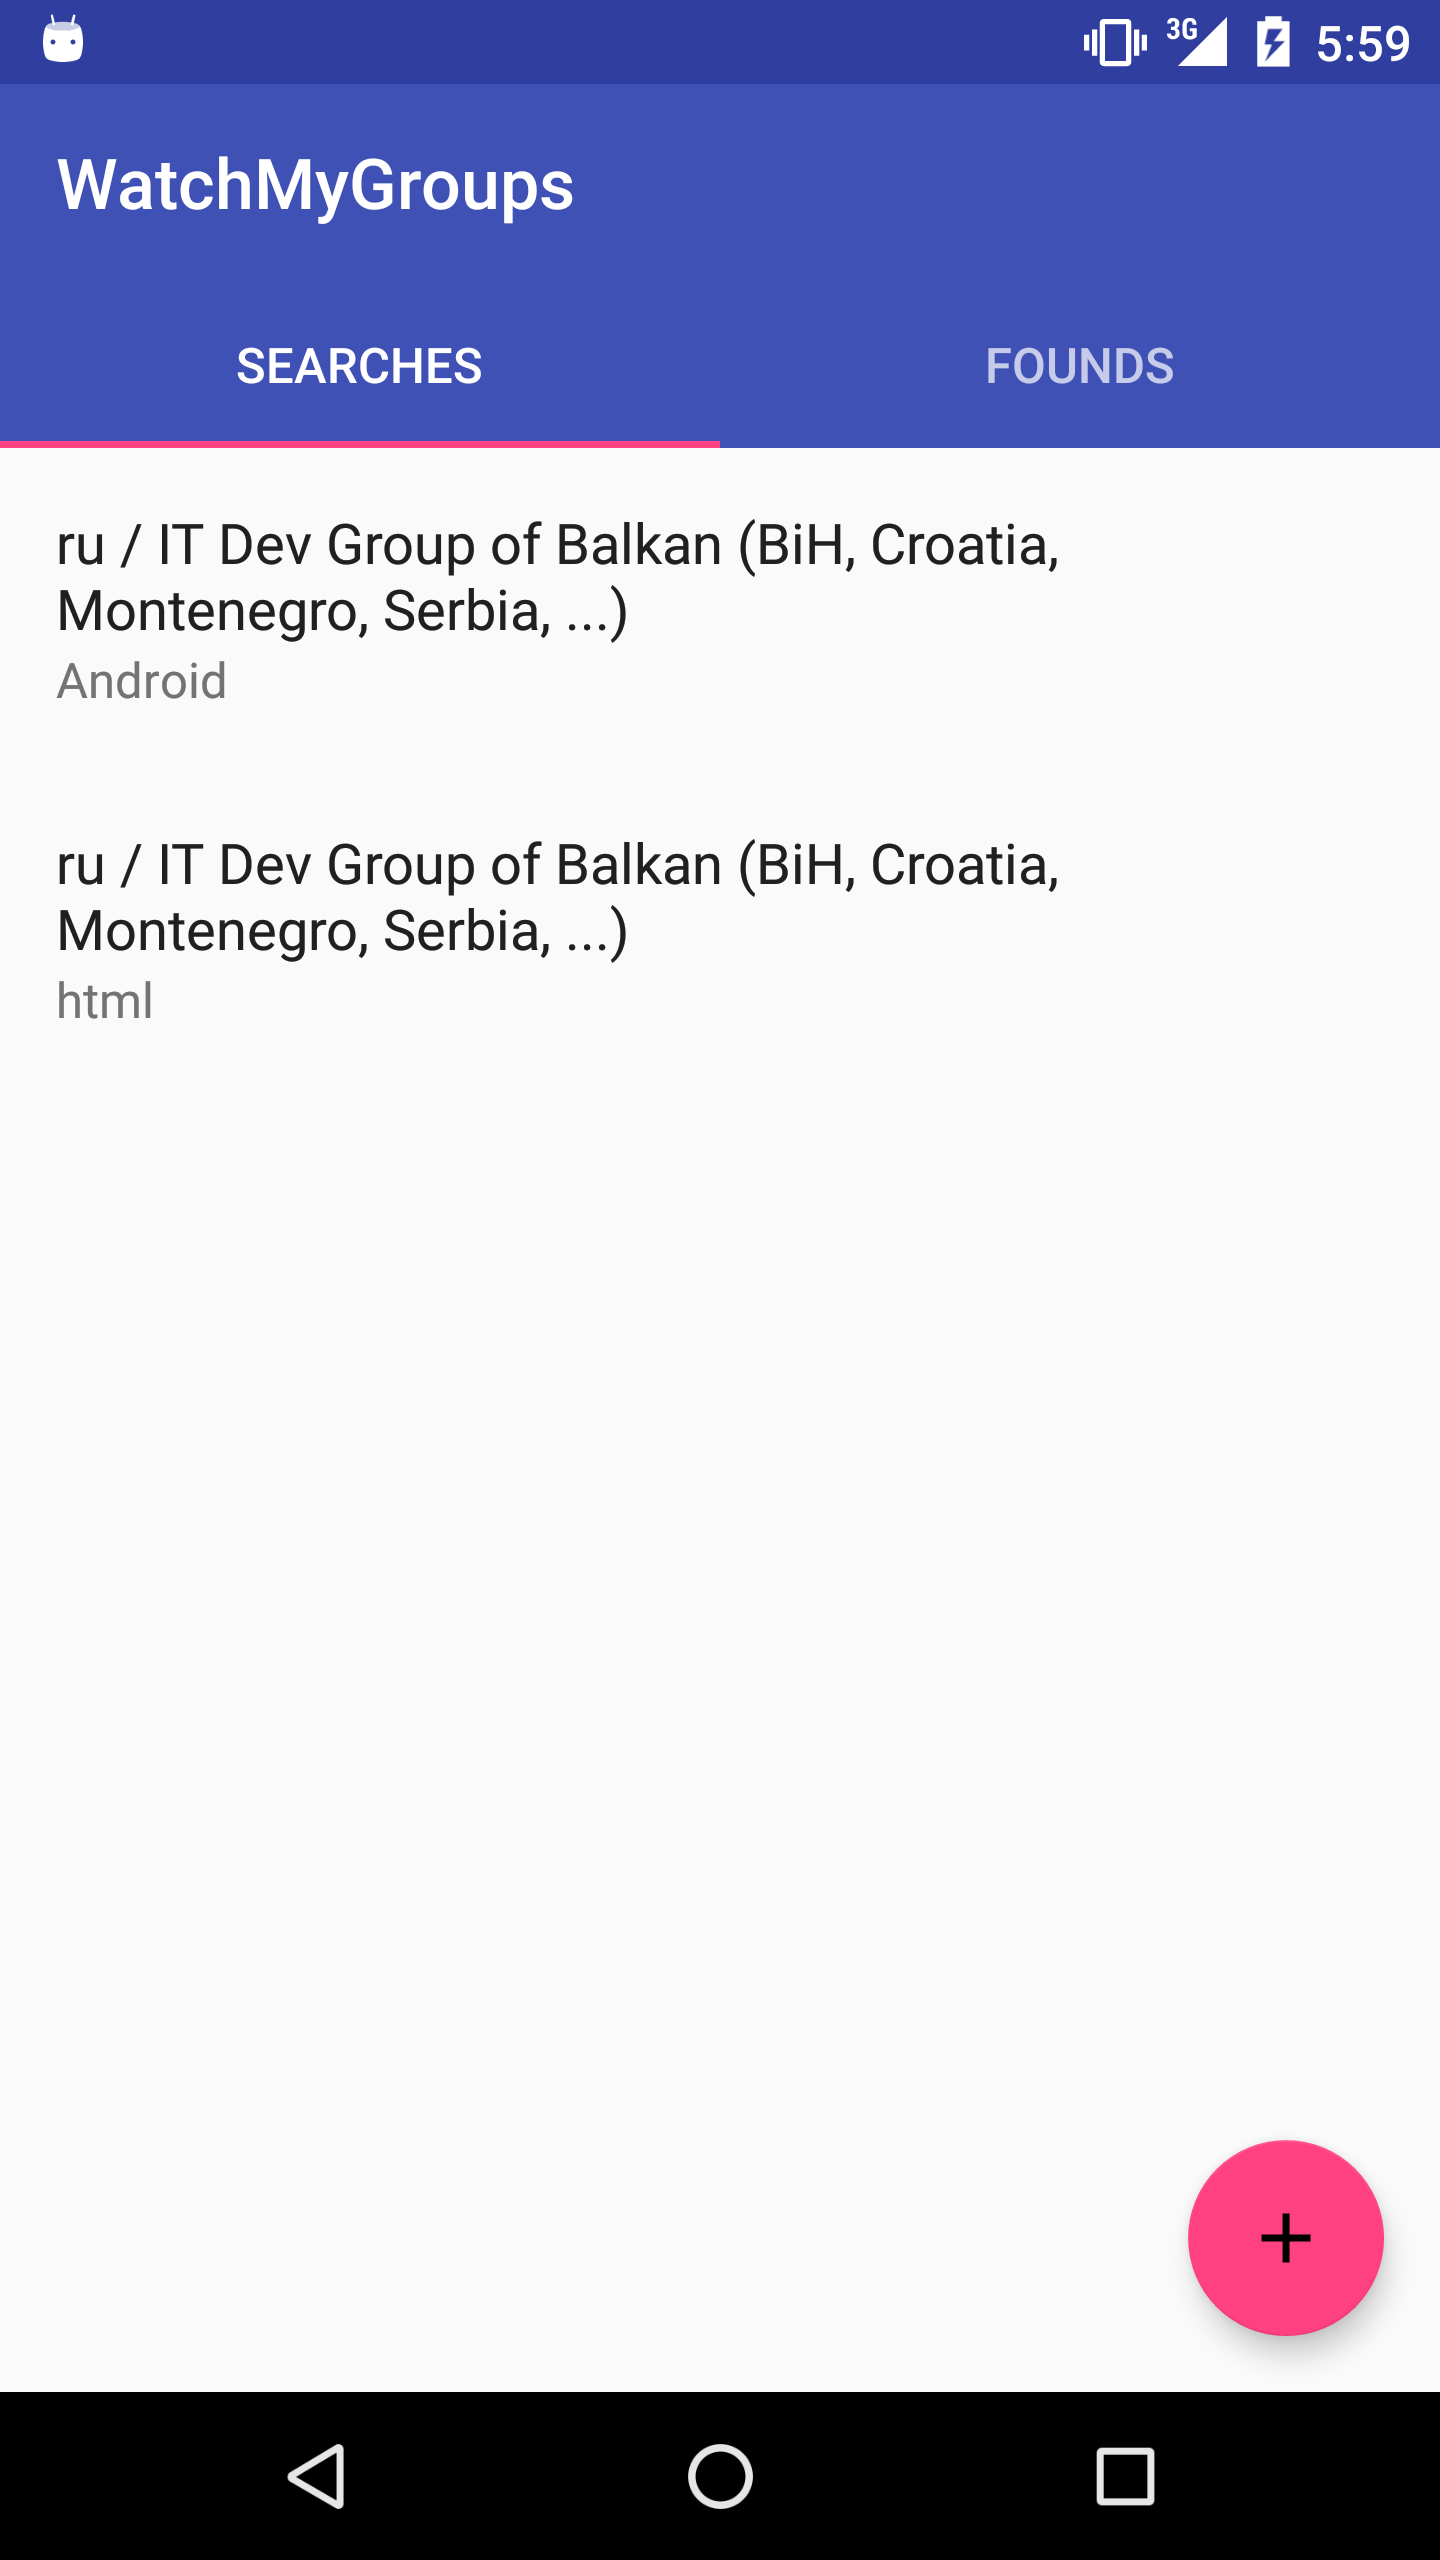 3G 5:59
WatchMyGroups
SEARCHES FOUNDS
ru / IT Dev Group of Balkan (BiH, Croatia,
Montenegro, Serbia, ...)
Android
ru / IT Dev Group of Balkan (BiH, Croatia,
Montenegro, Serbia, ...)
html